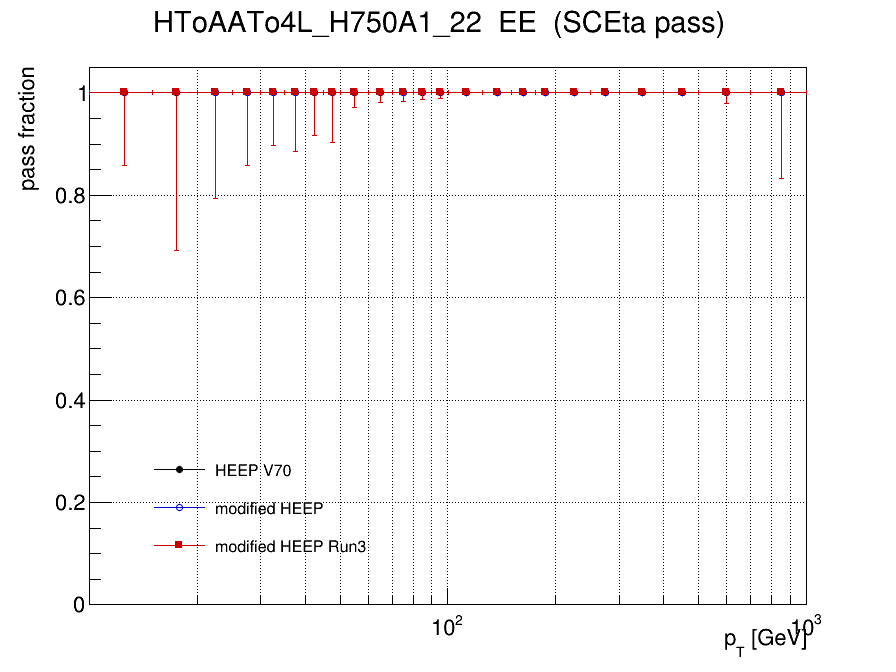 HToAATo4L_H750A1_22 EE (SCEta pass)
pass fraction
1
0.8
0.6
0.4
0.2
0
HEEP V70
modified HEEP
modified HEEP Run3
10²
10³
p_T [GeV]